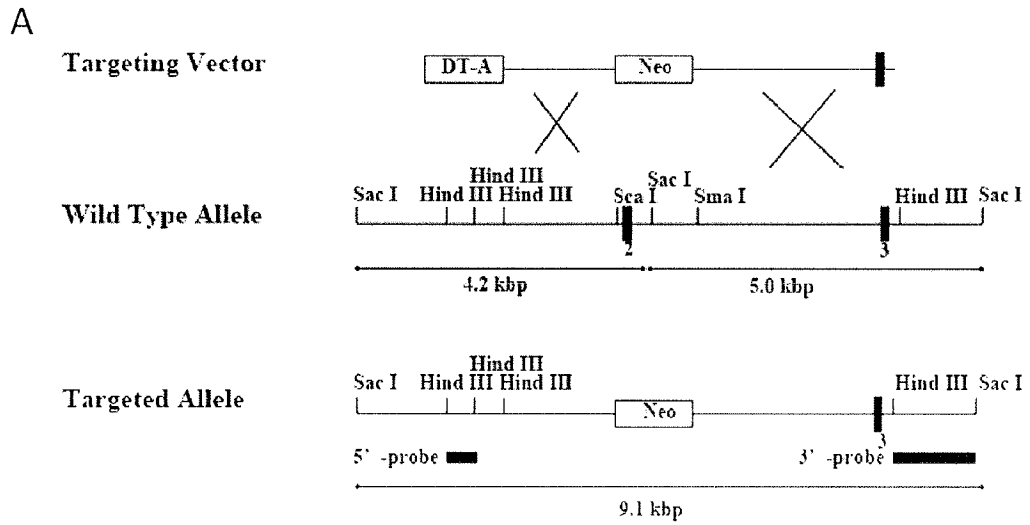 A
Targeting Vector
DT-A
Neo
Wild Type Allele
Sac I
Hind III
Hind III
Hind III
Sca I
Sac I
Sma I
Hind III
Sac I
2
3
4.2 kbp
5.0 kbp
Targeted Allele
Sac I
Hind III
Hind III
Hind III
Neo
Hind III
Sac I
3
5' -probe
3' -probe
9.1 kbp